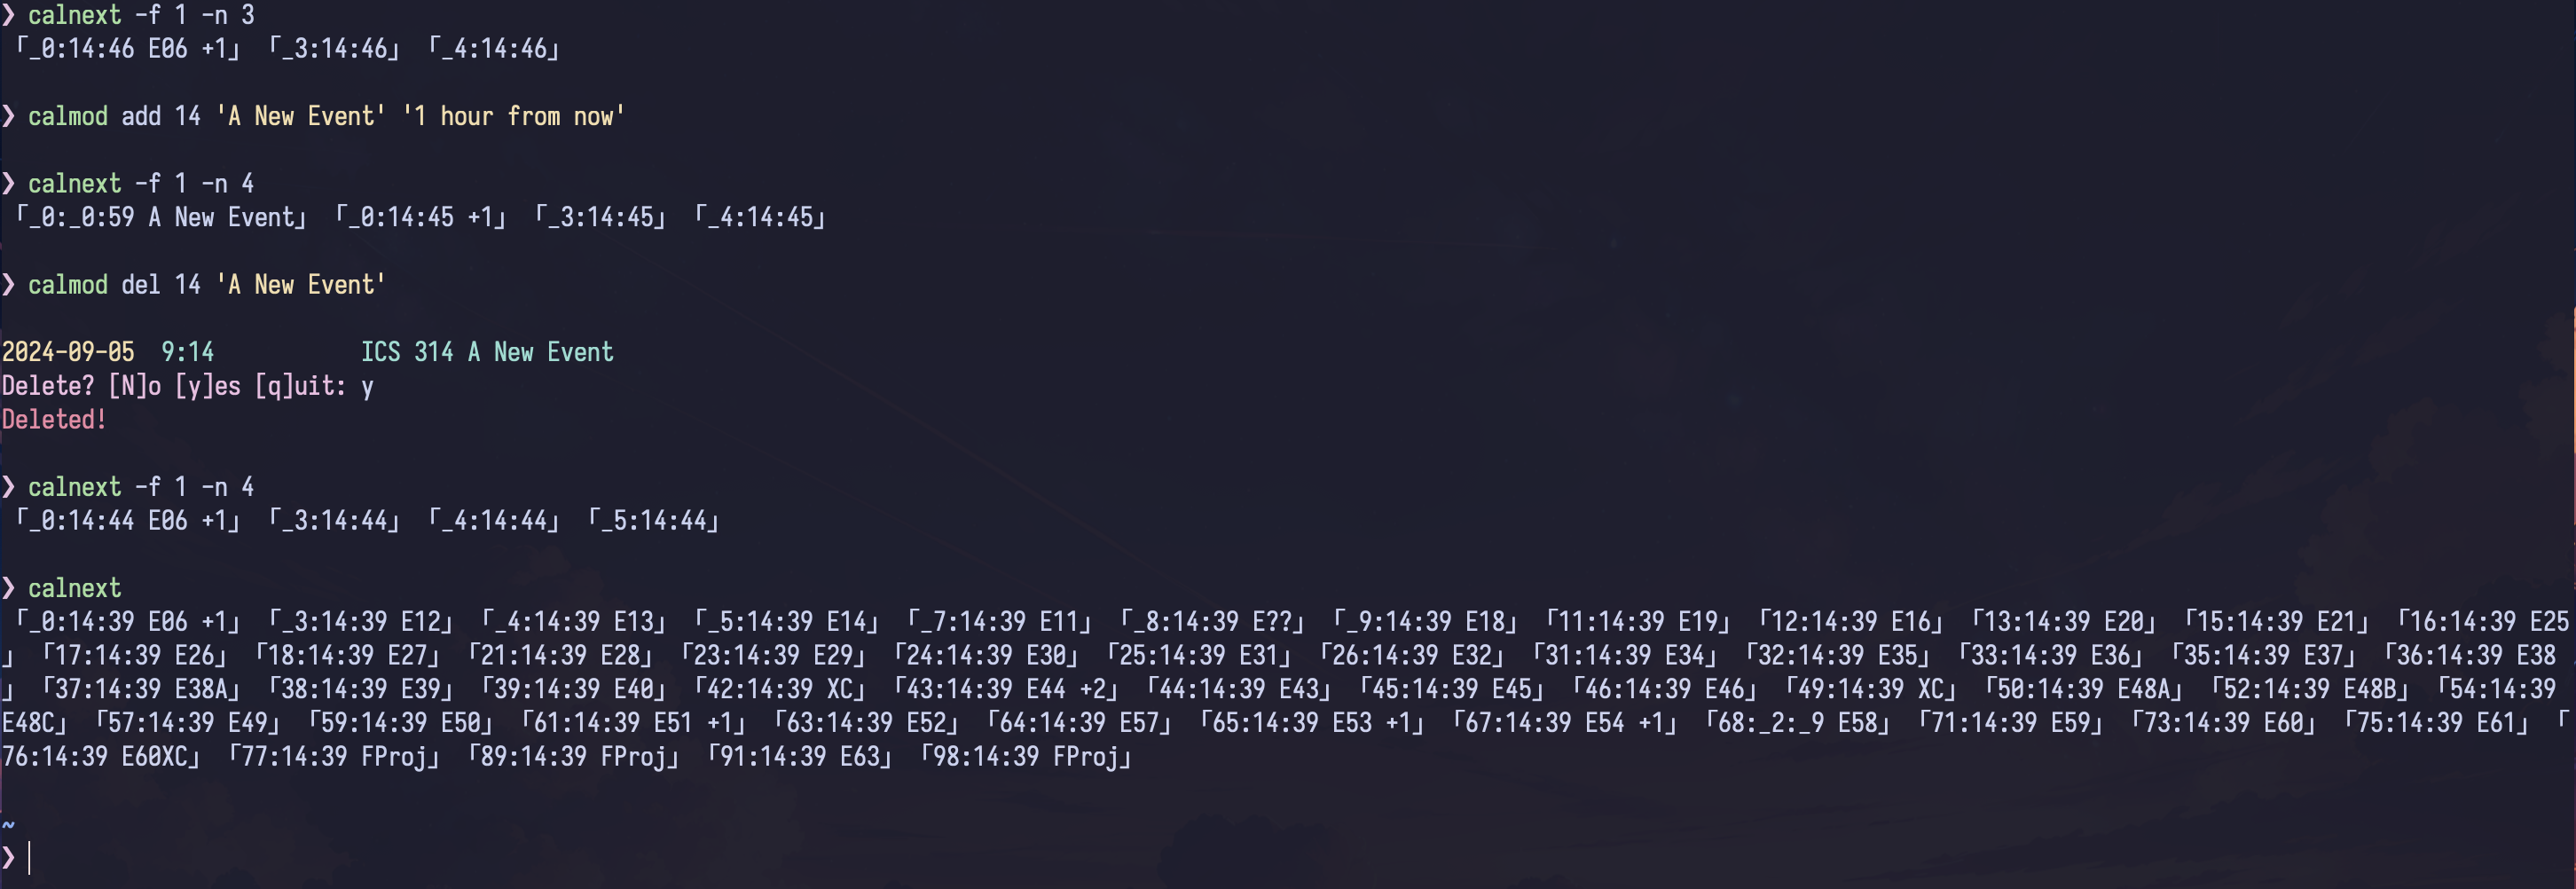 ❯ calnext -f 1 -n 3
「_0:14:46 E06 +1」 「_3:14:46」 「_4:14:46」
❯ calmod add 14 'A New Event' '1 hour from now'
❯ calnext -f 1 -n 4
「_0:_0:59 A New Event」 「_0:14:45 +1」 「_3:14:45」 「_4:14:45」
❯ calmod del 14 'A New Event'
2024-09-05  9:14           ICS 314 A New Event
Delete? [N]o [y]es [q]uit: y
Deleted!
❯ calnext -f 1 -n 4
「_0:14:44 E06 +1」 「_3:14:44」 「_4:14:44」 「_5:14:44」
❯ calnext
「_0:14:39 E06 +1」 「_3:14:39 E12」 「_4:14:39 E13」 「_5:14:39 E14」 「_7:14:39 E11」 「_8:14:39 E??」 「_9:14:39 E18」 「11:14:39 E19」 「12:14:39 E16」 「13:14:39 E20」 「15:14:39 E21」 「16:14:39 E25
」 「17:14:39 E26」 「18:14:39 E27」 「21:14:39 E28」 「23:14:39 E29」 「24:14:39 E30」 「25:14:39 E31」 「26:14:39 E32」 「31:14:39 E34」 「32:14:39 E35」 「33:14:39 E36」 「35:14:39 E37」 「36:14:39 E38
」 「37:14:39 E38A」 「38:14:39 E39」 「39:14:39 E40」 「42:14:39 XC」 「43:14:39 E44 +2」 「44:14:39 E43」 「45:14:39 E45」 「46:14:39 E46」 「49:14:39 XC」 「50:14:39 E48A」 「52:14:39 E48B」 「54:14:39
E48C」 「57:14:39 E49」 「59:14:39 E50」 「61:14:39 E51 +1」 「63:14:39 E52」 「64:14:39 E57」 「65:14:39 E53 +1」 「67:14:39 E54 +1」 「68:_2:_9 E58」 「71:14:39 E59」 「73:14:39 E60」 「75:14:39 E61」 「
76:14:39 E60XC」 「77:14:39 FProj」 「89:14:39 FProj」 「91:14:39 E63」 「98:14:39 FProj」
~
❯